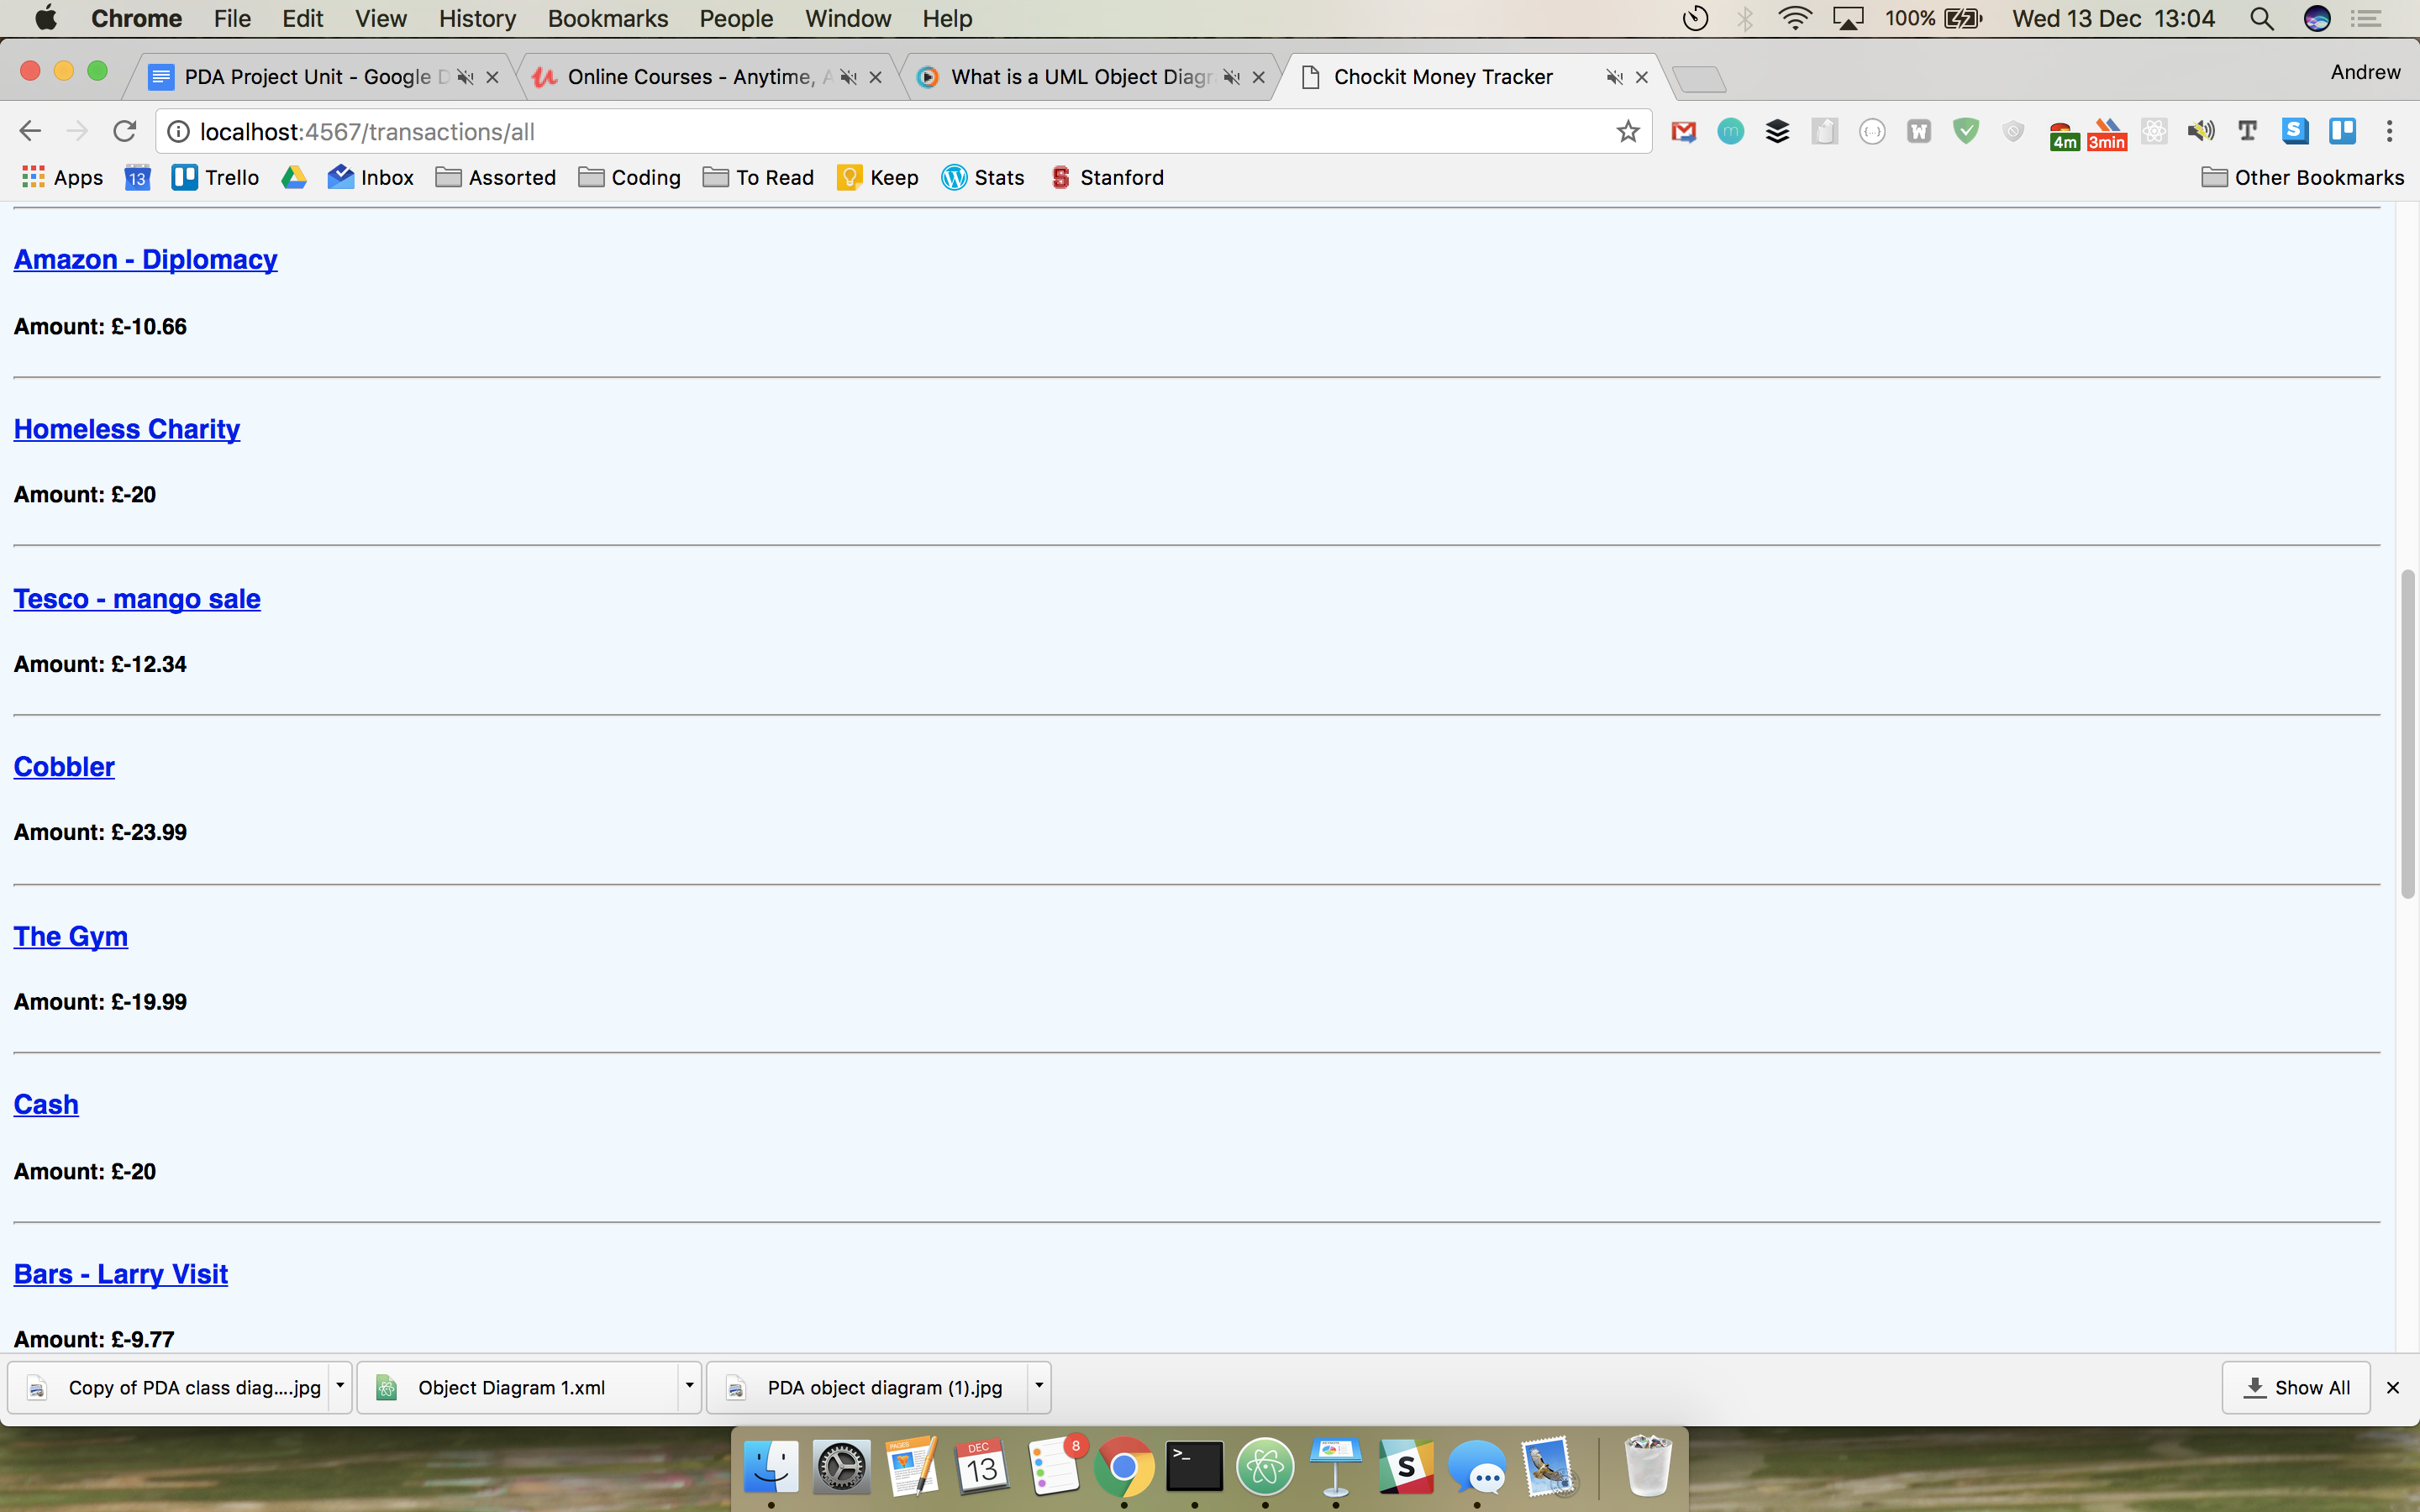 Chrome File Edit View History Bookmarks People Window Help 100% Wed 13 Dec 13:04
PDA Project Unit - Google D Online Courses - Anytime, A What is a UML Object Diagr Chockit Money Tracker Andrew
localhost:4567/transactions/all m {...} W 4m 3min T S
Apps 13 Trello Inbox Assorted Coding To Read Keep Stats S Stanford Other Bookmarks
Amazon - Diplomacy
Amount: £-10.66
Homeless Charity
Amount: £-20
Tesco - mango sale
Amount: £-12.34
Cobbler
Amount: £-23.99
The Gym
Amount: £-19.99
Cash
Amount: £-20
Bars - Larry Visit
Amount: £-9.77
Copy of PDA class diag....jpg Object Diagram 1.xml PDA object diagram (1).jpg Show All
PAGES DEC 13 8 >_ S